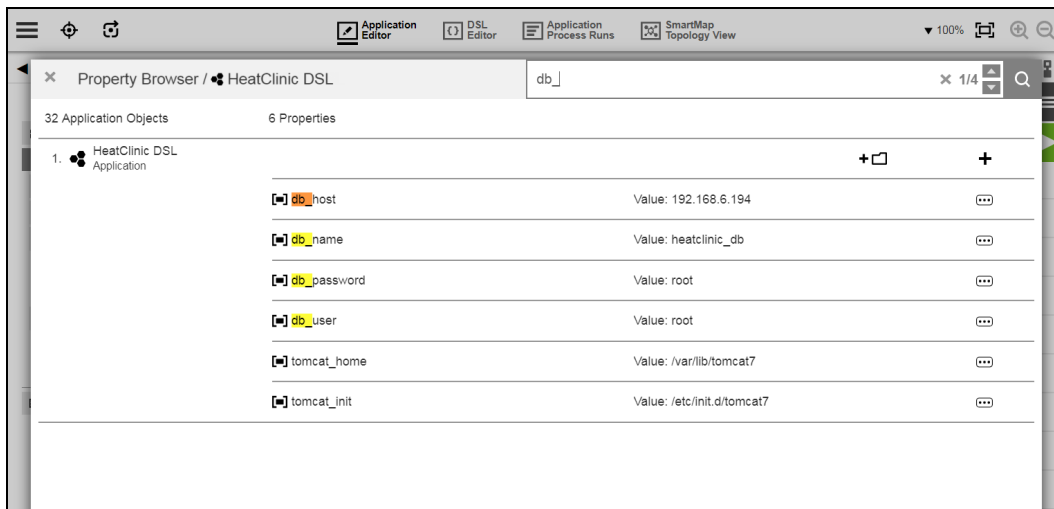 Application Editor
DSL Editor
Application Process Runs
SmartMap Topology View
100%
Property Browser / HeatClinic DSL
db_
1/4
32 Application Objects
6 Properties
1. HeatClinic DSL
Application
db_host Value: 192.168.6.194
db_name Value: heatclinic_db
db_password Value: root
db_user Value: root
tomcat_home Value: /var/lib/tomcat7
tomcat_init Value: /etc/init.d/tomcat7